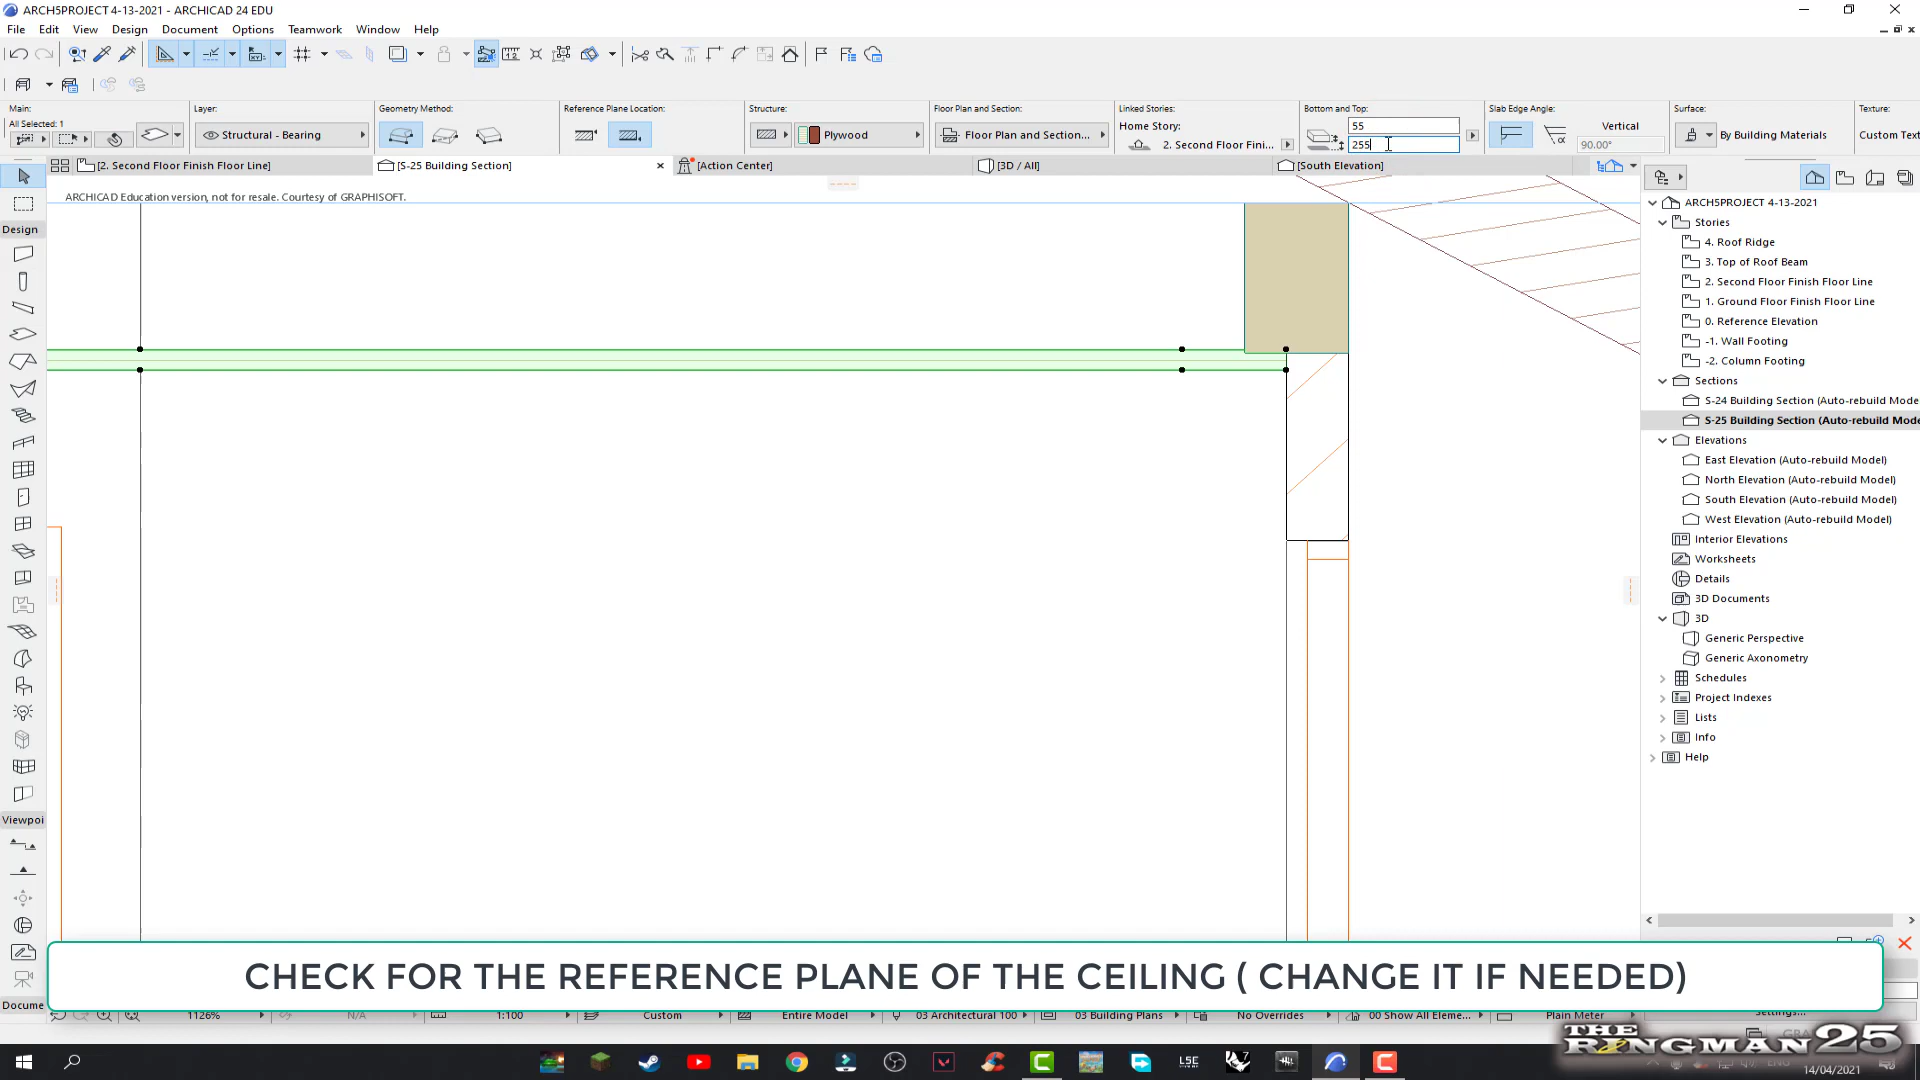 ARCH5PROJECT 4-13-2021 - ARCHICAD 24 EDU
File Edit View Design Document Options Teamwork Window Help
Main:
All Selected: 1
Layer:
Structural - Bearing
Geometry Method:
Reference Plane Location:
Structure:
Plywood
Floor Plan and Section:
Floor Plan and Section...
Linked Stories:
Home Story:
2. Second Floor Fini...
Bottom and Top:
55
255
Slab Edge Angle:
Vertical
90.00°
Surface:
By Building Materials
Texture:
Custom Text
[2. Second Floor Finish Floor Line]
[S-25 Building Section]
[Action Center]
[3D / All]
[South Elevation]
ARCHICAD Education version, not for resale. Courtesy of GRAPHISOFT.
Design
Viewpoi
Docume
ARCH5PROJECT 4-13-2021
Stories
4. Roof Ridge
3. Top of Roof Beam
2. Second Floor Finish Floor Line
1. Ground Floor Finish Floor Line
0. Reference Elevation
-1. Wall Footing
-2. Column Footing
Sections
S-24 Building Section (Auto-rebuild Mode
S-25 Building Section (Auto-rebuild Mode
Elevations
East Elevation (Auto-rebuild Model)
North Elevation (Auto-rebuild Model)
South Elevation (Auto-rebuild Model)
West Elevation (Auto-rebuild Model)
Interior Elevations
Worksheets
Details
3D Documents
3D
Generic Perspective
Generic Axonometry
Schedules
Project Indexes
Lists
Info
Help
CHECK FOR THE REFERENCE PLANE OF THE CEILING ( CHANGE IT IF NEEDED)
Settings...
1126%
N/A
1:100
Custom
Entire Model
03 Architectural 100
03 Building Plans
No Overrides
00 Show All Eleme...
Plain Meter
THE RINGMAN 25
14/04/2021